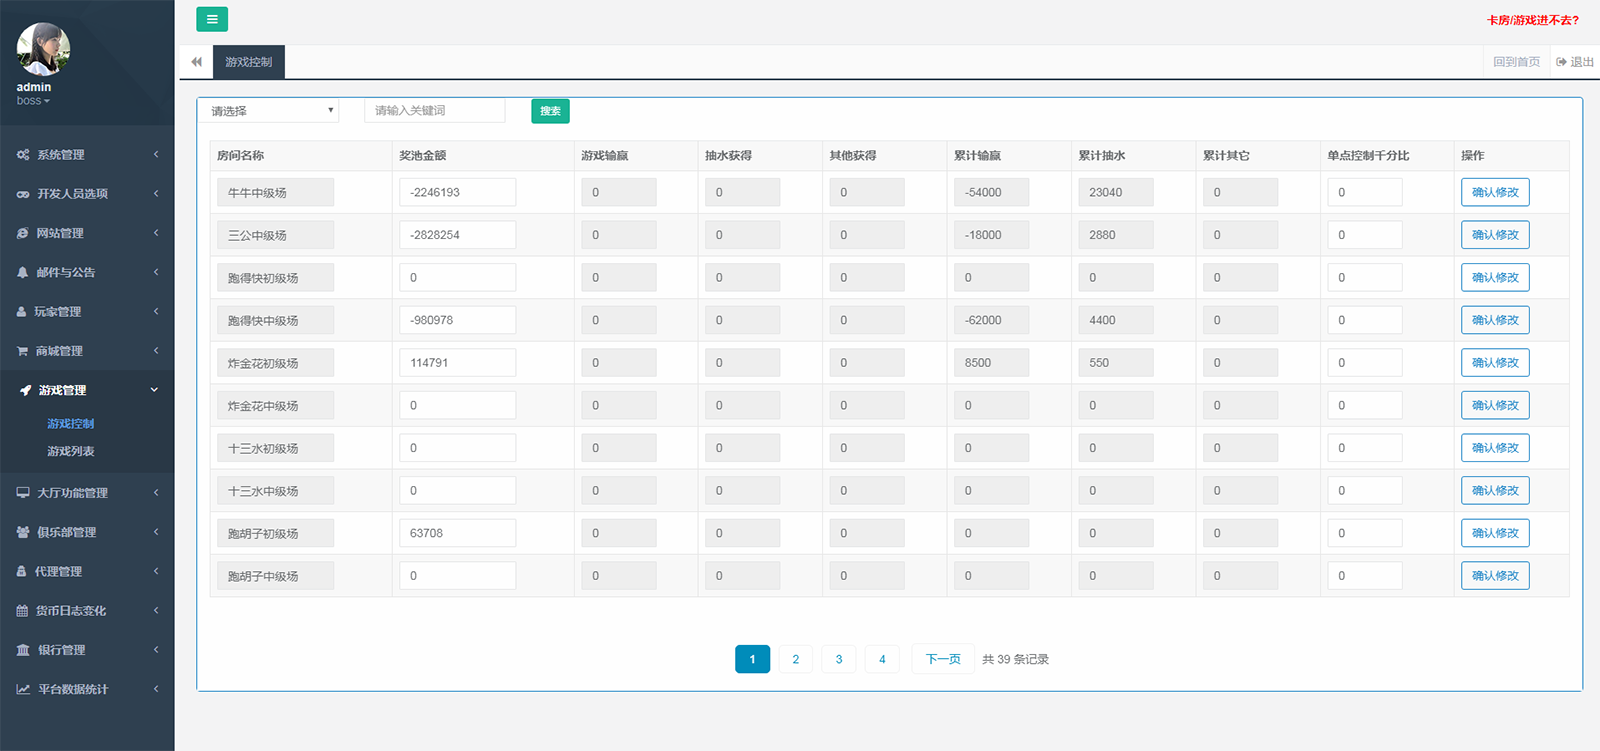 admin
boss
系统管理
开发人员选项
网站管理
邮件与公告
玩家管理
商城管理
游戏管理
游戏控制
游戏列表
大厅功能管理
俱乐部管理
代理管理
货币日志变化
银行管理
平台数据统计
卡房/游戏进不去?
游戏控制
回到首页 退出
请选择 请输入关键词 搜索
房间名称 奖池金额 游戏输赢 抽水获得 其他获得 累计输赢 累计抽水 累计其它 单点控制千分比 操作
牛牛中级场 -2246193 0 0 0 -54000 23040 0 0 确认修改
三公中级场 -2828254 0 0 0 -18000 2880 0 0 确认修改
跑得快初级场 0 0 0 0 0 0 0 0 确认修改
跑得快中级场 -980978 0 0 0 -62000 4400 0 0 确认修改
炸金花初级场 114791 0 0 0 8500 550 0 0 确认修改
炸金花中级场 0 0 0 0 0 0 0 0 确认修改
十三水初级场 0 0 0 0 0 0 0 0 确认修改
十三水中级场 0 0 0 0 0 0 0 0 确认修改
跑胡子初级场 63708 0 0 0 0 0 0 0 确认修改
跑胡子中级场 0 0 0 0 0 0 0 0 确认修改
1 2 3 4 下一页 共 39 条记录